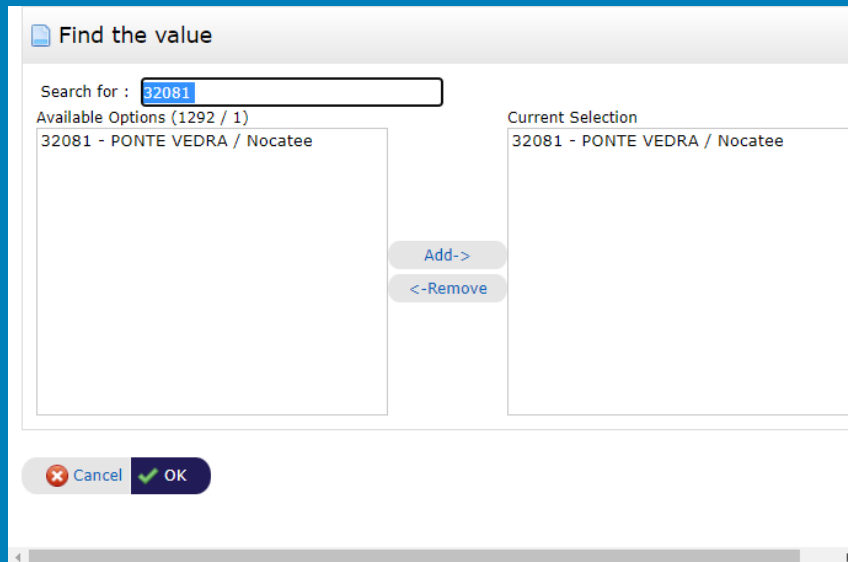 Find the value
Search for : 32081
Available Options (1292 / 1)
32081 - PONTE VEDRA / Nocatee
Current Selection
32081 - PONTE VEDRA / Nocatee
Add->
<-Remove
Cancel
OK